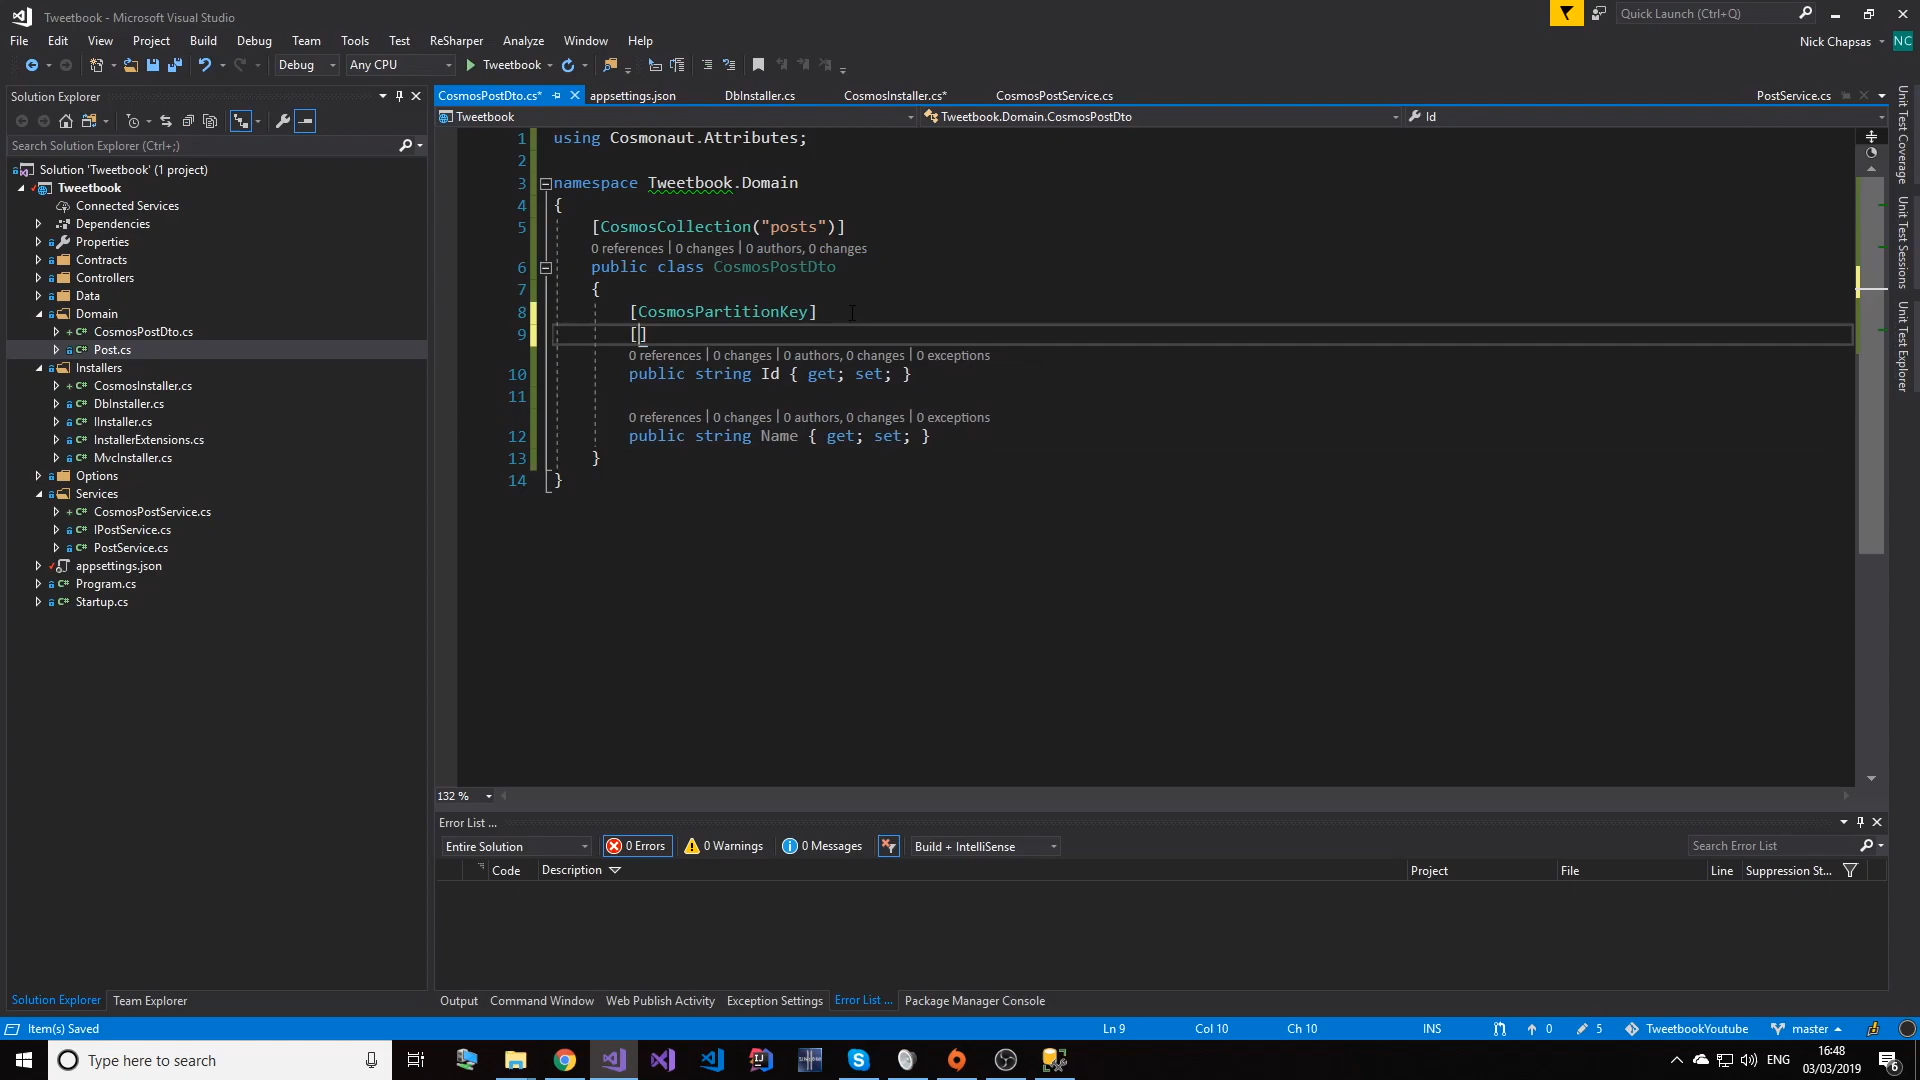 Tweetbook - Microsoft Visual Studio
Quick Launch (Ctrl+Q)
File Edit View Project Build Debug Team Tools Test ReSharper Analyze Window Help
Nick Chapsas NC
Debug Any CPU Tweetbook
Solution Explorer
CosmosPostDto.cs* appsettings.json DbInstaller.cs CosmosInstaller.cs* CosmosPostService.cs PostService.cs
Tweetbook Tweetbook.Domain.CosmosPostDto Id
Search Solution Explorer (Ctrl+;)
Solution 'Tweetbook' (1 project)
Tweetbook
Connected Services
Dependencies
Properties
Contracts
Controllers
Data
Domain
CosmosPostDto.cs
Post.cs
Installers
CosmosInstaller.cs
DbInstaller.cs
IInstaller.cs
InstallerExtensions.cs
MvcInstaller.cs
Options
Services
CosmosPostService.cs
IPostService.cs
PostService.cs
appsettings.json
Program.cs
Startup.cs
1 using Cosmonaut.Attributes;
2
3 namespace Tweetbook.Domain
4 {
5 [CosmosCollection("posts")]
0 references | 0 changes | 0 authors, 0 changes
6 public class CosmosPostDto
7 {
8 [CosmosPartitionKey]
9 []
0 references | 0 changes | 0 authors, 0 changes | 0 exceptions
10 public string Id { get; set; }
11
0 references | 0 changes | 0 authors, 0 changes | 0 exceptions
12 public string Name { get; set; }
13 }
14 }
Unit Test Coverage
Unit Test Sessions
Unit Test Explorer
132 %
Error List ...
Entire Solution 0 Errors 0 Warnings 0 Messages Build + IntelliSense Search Error List
Code Description Project File Line Suppression St...
Solution Explorer Team Explorer
Output Command Window Web Publish Activity Exception Settings Error List ... Package Manager Console
Item(s) Saved Ln 9 Col 10 Ch 10 INS 0 5 TweetbookYoutube master
Type here to search
ENG
16:48
03/03/2019
6